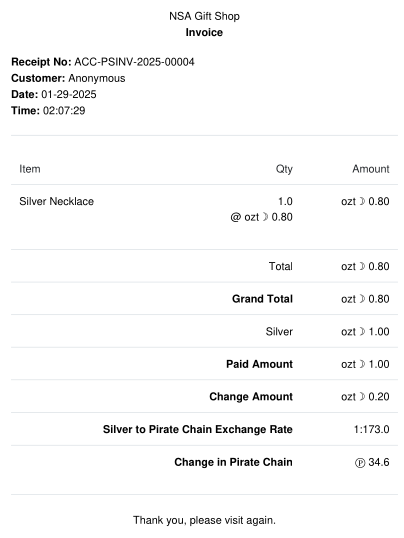 NSA Gift Shop
Invoice
Receipt No: ACC-PSINV-2025-00004
Customer: Anonymous
Date: 01-29-2025
Time: 02:07:29
Item Qty Amount
Silver Necklace 1.0 ozt ☽ 0.80
@ ozt ☽ 0.80
Total ozt ☽ 0.80
Grand Total ozt ☽ 0.80
Silver ozt ☽ 1.00
Paid Amount ozt ☽ 1.00
Change Amount ozt ☽ 0.20
Silver to Pirate Chain Exchange Rate 1:173.0
Change in Pirate Chain Ⓟ 34.6
Thank you, please visit again.